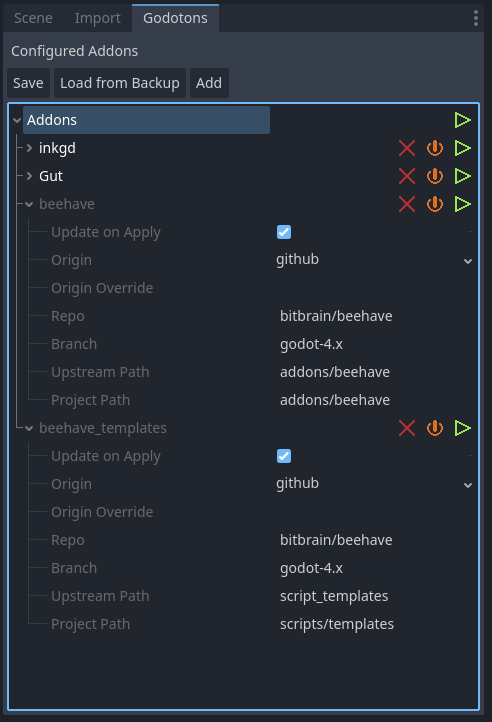 Scene Import Godotons
Configured Addons
Save Load from Backup Add
Addons
inkgd
Gut
beehave
Update on Apply
Origin github
Origin Override
Repo bitbrain/beehave
Branch godot-4.x
Upstream Path addons/beehave
Project Path addons/beehave
beehave_templates
Update on Apply
Origin github
Origin Override
Repo bitbrain/beehave
Branch godot-4.x
Upstream Path script_templates
Project Path scripts/templates